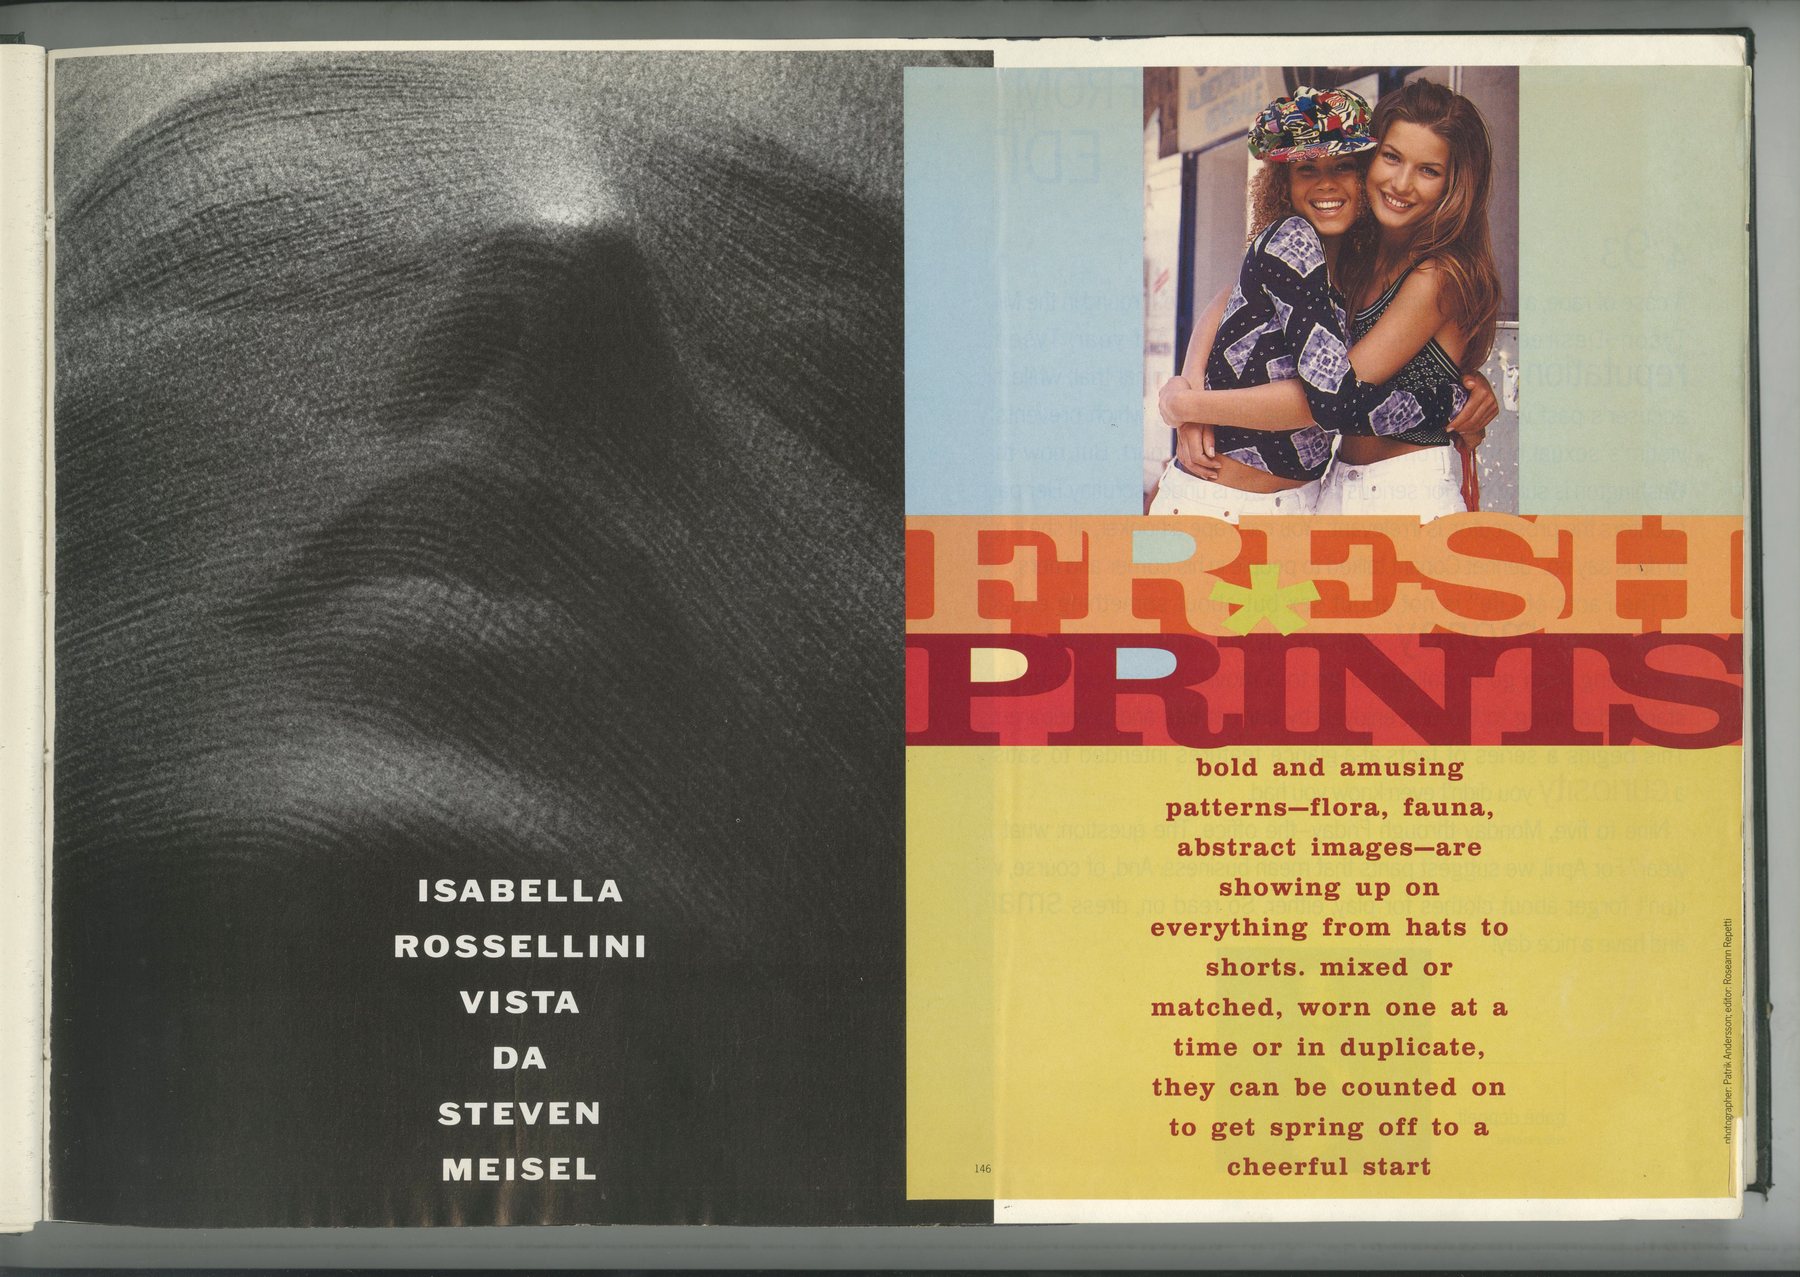 ISABELLA
ROSSELLINI
VISTA
DA
STEVEN
MEISEL
FRESH
PRINTS
bold and amusing
patterns—flora, fauna,
abstract images—are
showing up on
everything from hats to
shorts. mixed or
matched, worn one at a
time or in duplicate,
they can be counted on
to get spring off to a
cheerful start
146
photographer: Patrik Andersson; editor: Roseann Repetti